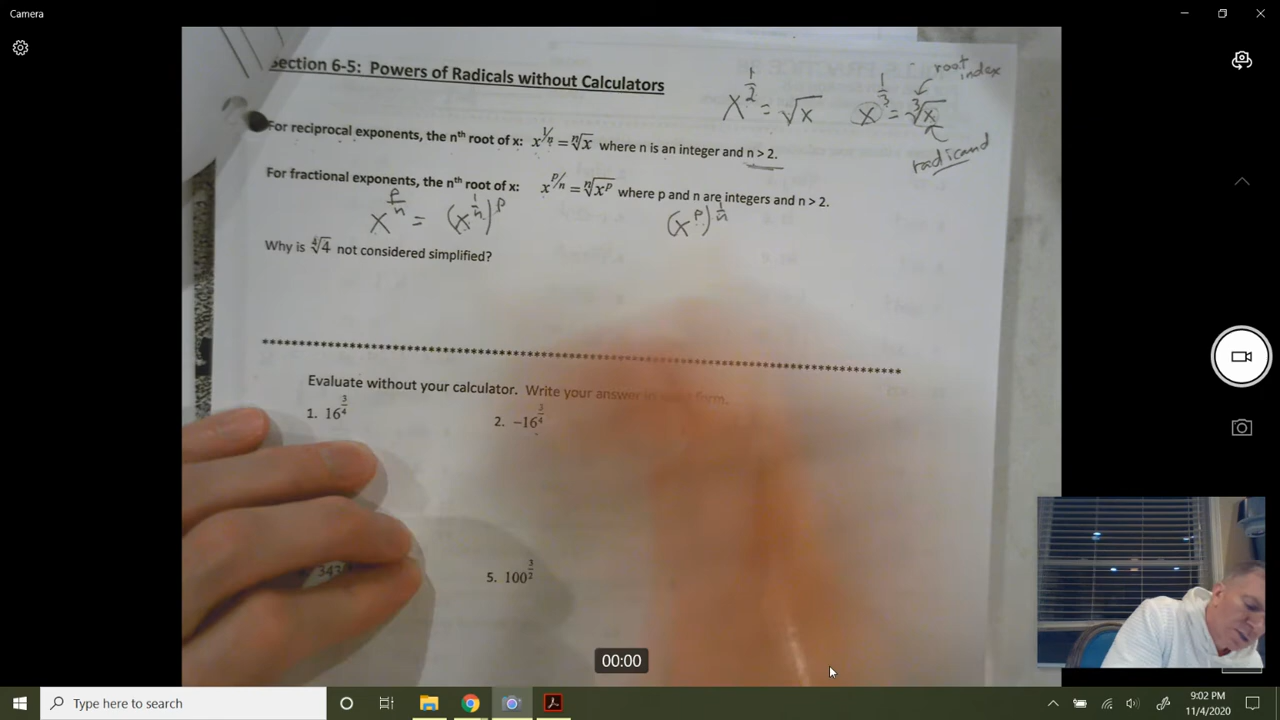 Camera
Section 6-5: Powers of Radicals without Calculators
x^{1/2} = √x
x^{1/3} = ∛x
root index
radicand
For reciprocal exponents, the nth root of x: x^{1/n} = ⁿ√x where n is an integer and n > 2.
For fractional exponents, the nth root of x: x^{p/n} = ⁿ√x^p where p and n are integers and n > 2.
x^{p/n} = (x^{1/n})^p (x^p)^{1/n}
Why is ∜4 not considered simplified?
******************************************************************************
Evaluate without your calculator. Write your answer in form.
1. 16^{3/4} 2. −16^{3/4}
343
5. 100^{3/2}
00:00
Type here to search
9:02 PM
11/4/2020